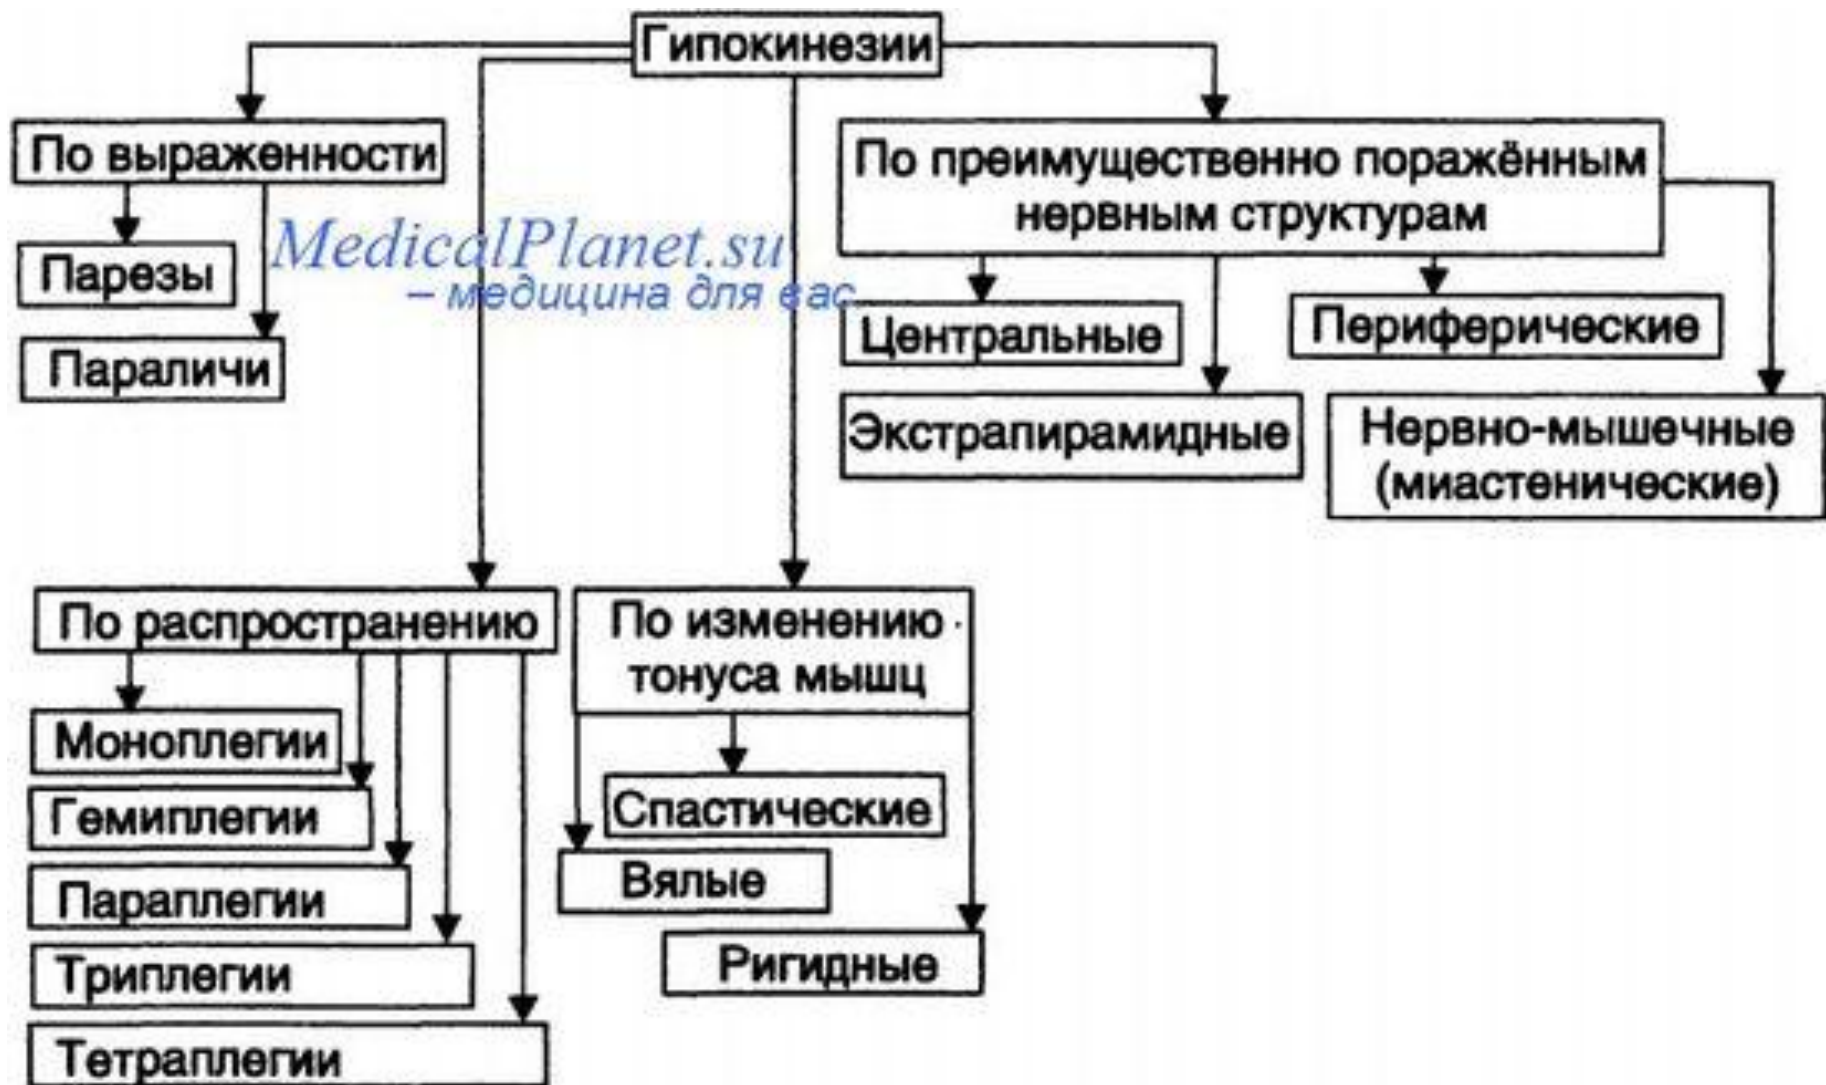 Гипокинезии
По выраженности
Парезы
Параличи
MedicalPlanet.su
– медицина для вас
По преимущественно поражённым
нервным структурам
Центральные
Периферические
Экстрапирамидные
Нервно-мышечные
(миастенические)
По распространению
Моноплегии
Гемиплегии
Параплегии
Триплегии
Тетраплегии
По изменению
тонуса мышц
Спастические
Вялые
Ригидные